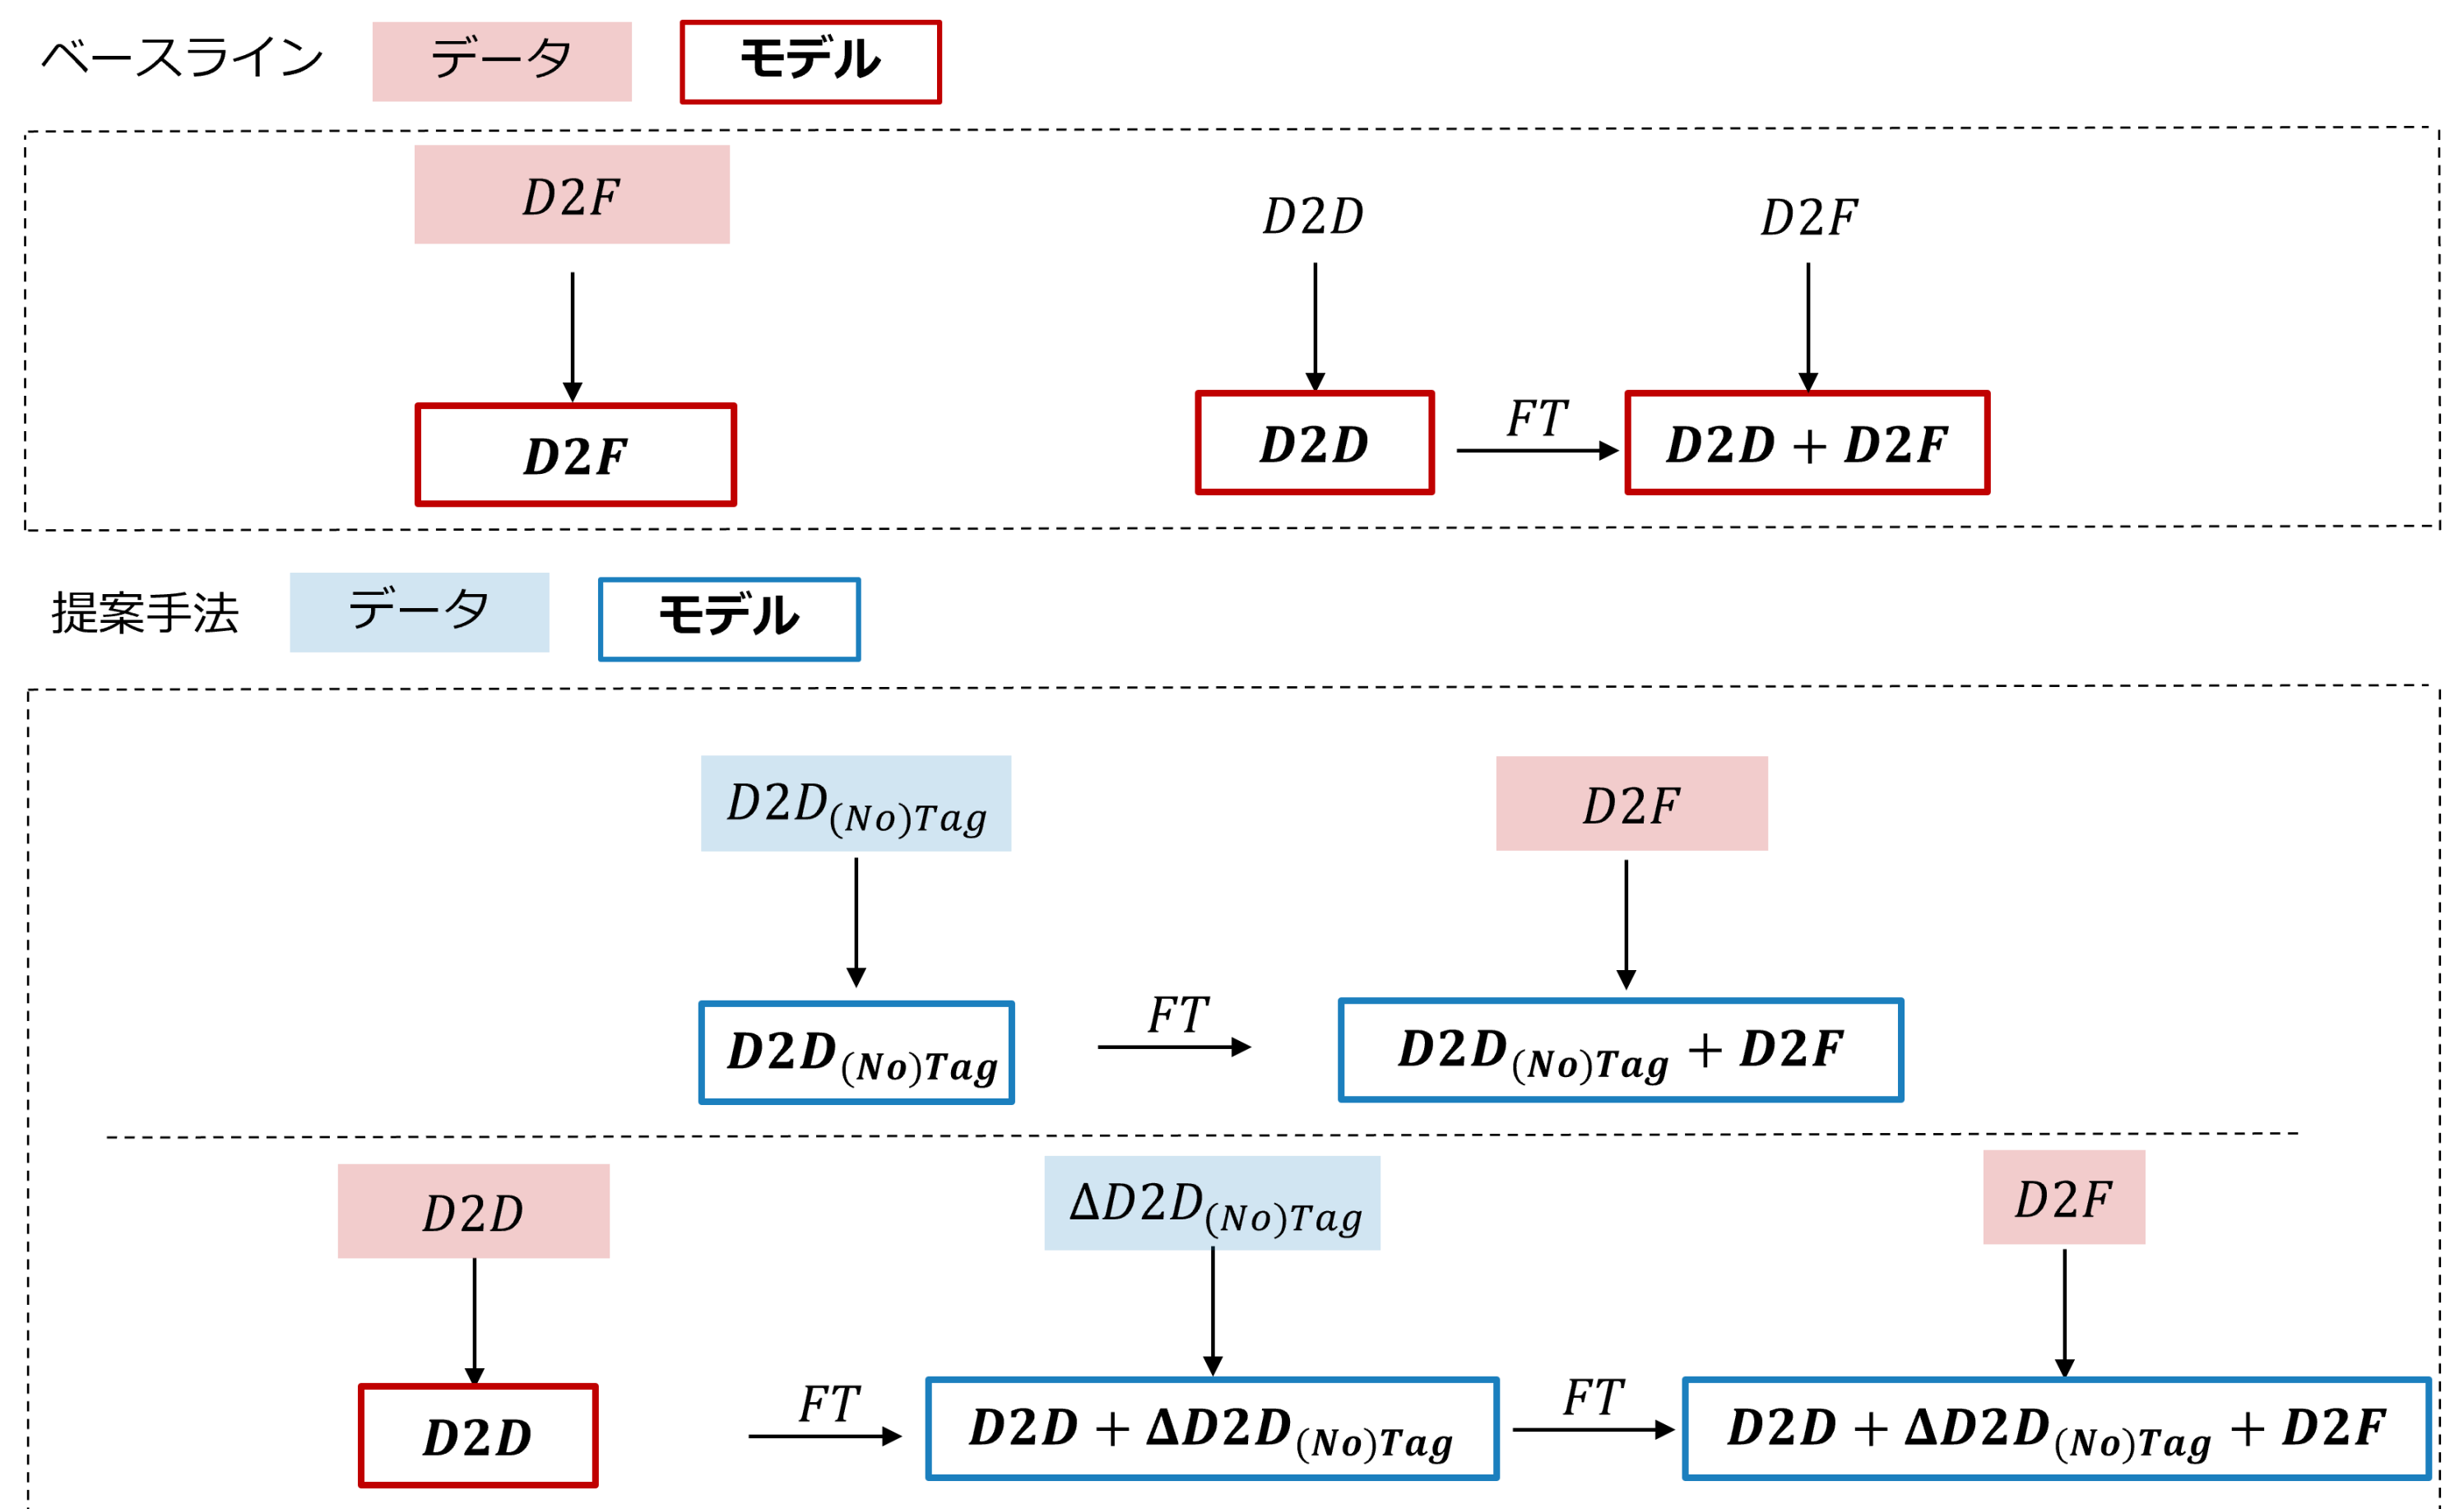 ベースライン データ モデル
D2F D2D D2F
FT
D2F D2D D2D + D2F
提案手法 データ モデル
D2D(No)Tag D2F
FT
D2D(No)Tag D2D(No)Tag + D2F
D2D ΔD2D(No)Tag D2F
FT FT
D2D D2D + ΔD2D(No)Tag D2D + ΔD2D(No)Tag + D2F